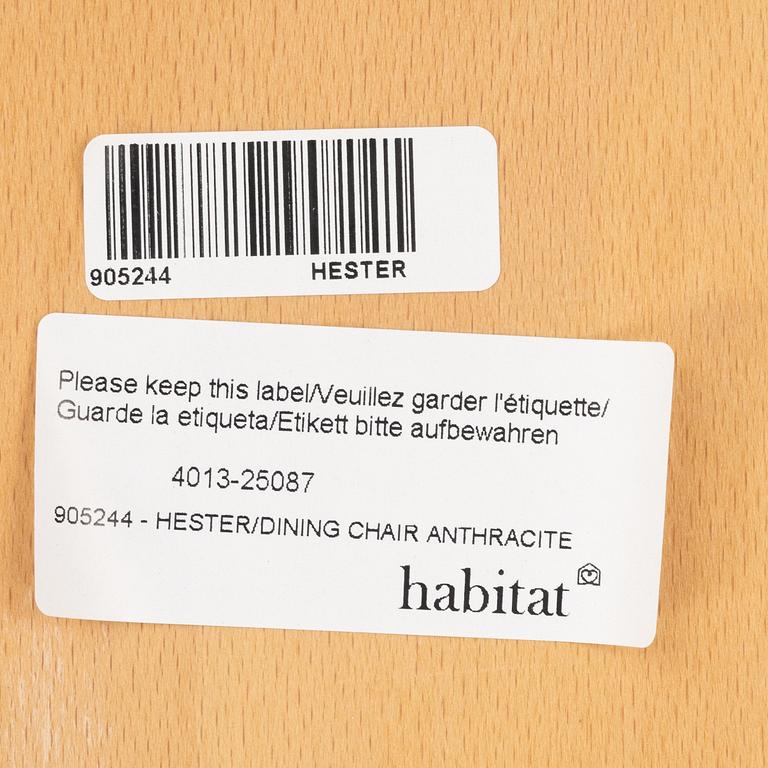 905244 HESTER
Please keep this label/Veuillez garder l'étiquette/
Guarde la etiqueta/Etikett bitte aufbewahren
4013-25087
905244 - HESTER/DINING CHAIR ANTHRACITE
habitat